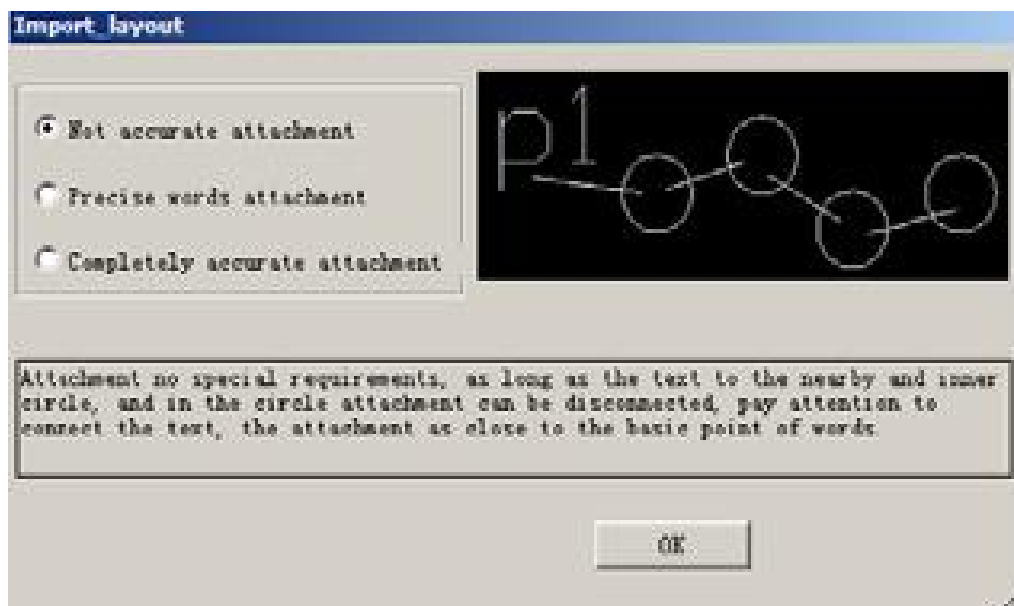 Import_layout
Not accurate attachment
Precise words attachment
Completely accurate attachment
p1
Attachment no special requirements, as long as the text to the nearby and inner
circle, and in the circle attachment can be disconnected, pay attention to
connect the text, the attachment as close to the basic point of words
OK